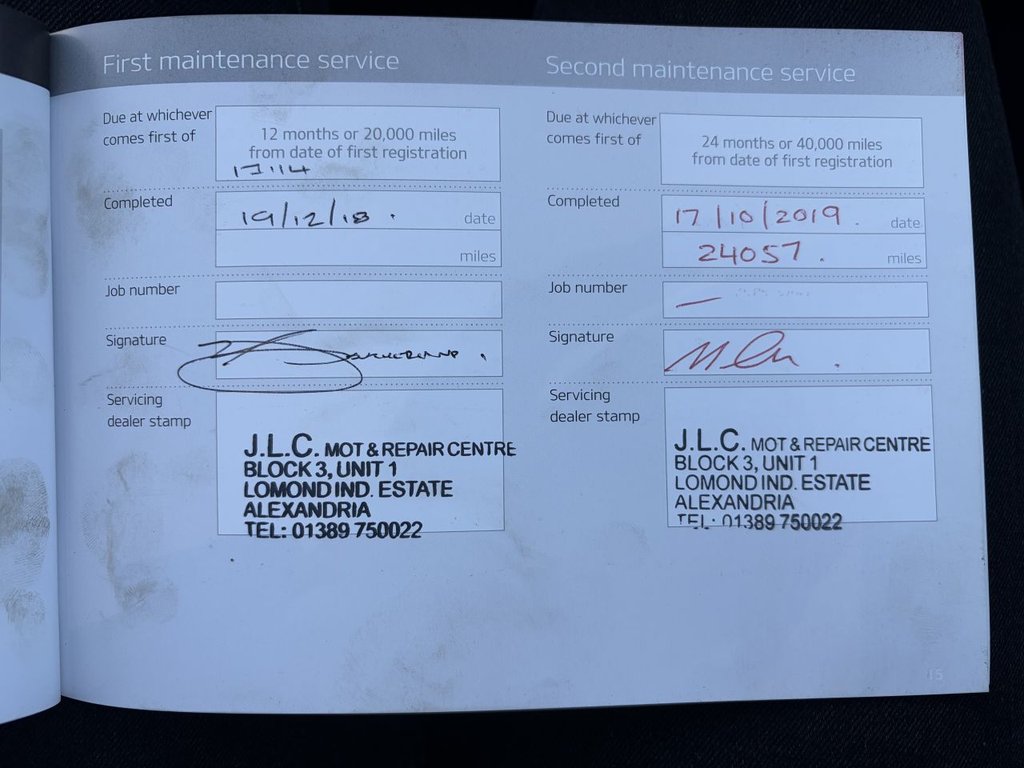 First maintenance service
Due at whichever
comes first of
12 months or 20,000 miles
from date of first registration
Completed
19/12/18 .
date
miles
Job number
Signature
Servicing
dealer stamp
J.L.C. MOT & REPAIR CENTRE
BLOCK 3, UNIT 1
LOMOND IND. ESTATE
ALEXANDRIA
TEL: 01389 750022
Second maintenance service
Due at whichever
comes first of
24 months or 40,000 miles
from date of first registration
Completed
17/10/2019 .
date
24057 .
miles
Job number
—
Signature
Servicing
dealer stamp
J.L.C. MOT & REPAIR CENTRE
BLOCK 3, UNIT 1
LOMOND IND. ESTATE
ALEXANDRIA
TEL: 01389 750022
15